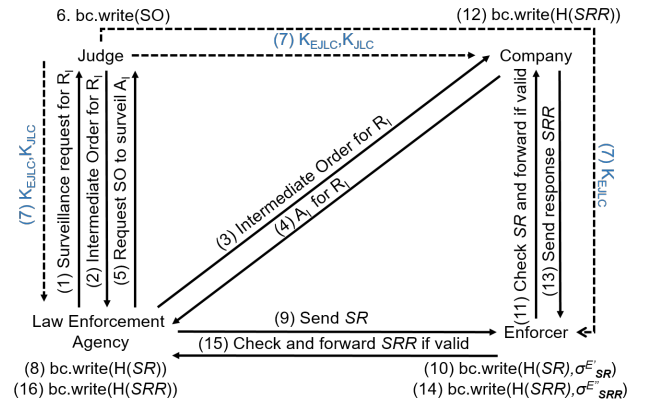 6. bc.write(SO)
(12) bc.write(H(SRR))
(7) K_EJLC,K_JLC
Judge
Company
(7) K_EJLC,K_JLC
(1) Surveillance request for R_I
(2) Intermediate Order for R_I
(5) Request SO to surveil A_I
(3) Intermediate Order for R_I
(4) A_I for R_I
(11) Check SR and forward if valid
(13) Send response SRR
(7) K_EJLC
Law Enforcement
Agency
(9) Send SR
Enforcer
(15) Check and forward SRR if valid
(8) bc.write(H(SR))
(16) bc.write(H(SRR))
(10) bc.write(H(SR),σ^E'_SR)
(14) bc.write(H(SRR),σ^E''_SRR)